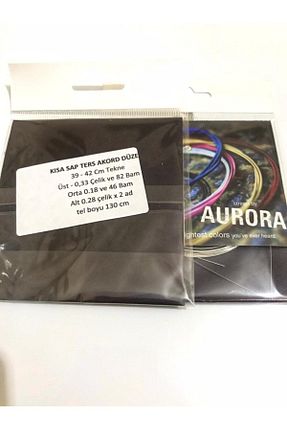 KISA SAP TERS AKORD DÜZE
39 - 42 Cm Tekne
Üst - 0,33 Çelik ve 82 Bam
Orta 0.18 ve 46 Bam
Alt 0.28 çelik x 2 ad
tel boyu 130 cm
AURORA
ghtest colors you've ever heard.